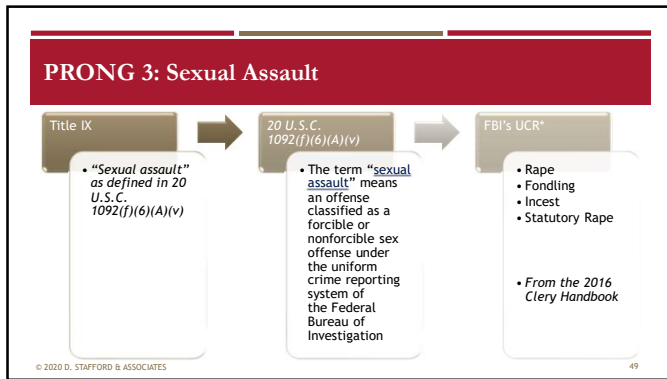 PRONG 3: Sexual Assault
Title IX
• “Sexual assault”
as defined in 20
U.S.C.
1092(f)(6)(A)(v)
20 U.S.C.
1092(f)(6)(A)(v)
• The term “sexual
assault” means
an offense
classified as a
forcible or
nonforcible sex
offense under
the uniform
crime reporting
system of
the Federal
Bureau of
Investigation
FBI’s UCR*
• Rape
• Fondling
• Incest
• Statutory Rape
• From the 2016
Clery Handbook
© 2020 D. STAFFORD & ASSOCIATES
49